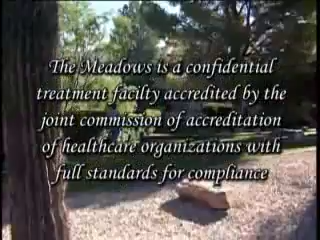 The Meadows is a confidential
treatment facilty accredited by the
joint commission of accreditation
of healthcare organizations with
full standards for compliance